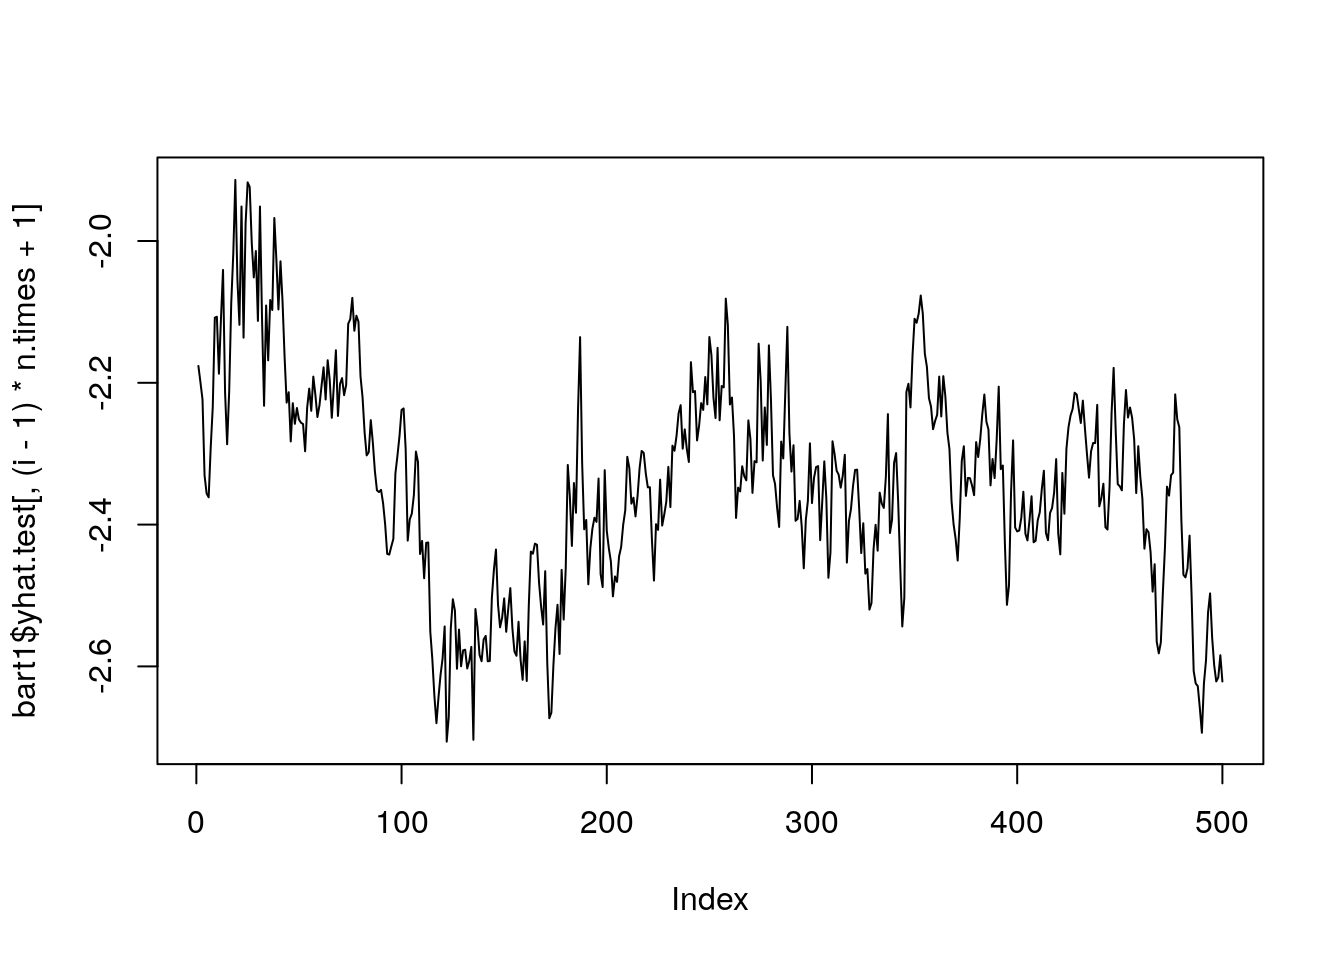 bart1$yhat.test[, (i - 1) * n.times + 1]
-2.0
-2.2
-2.4
-2.6
0 100 200 300 400 500
Index